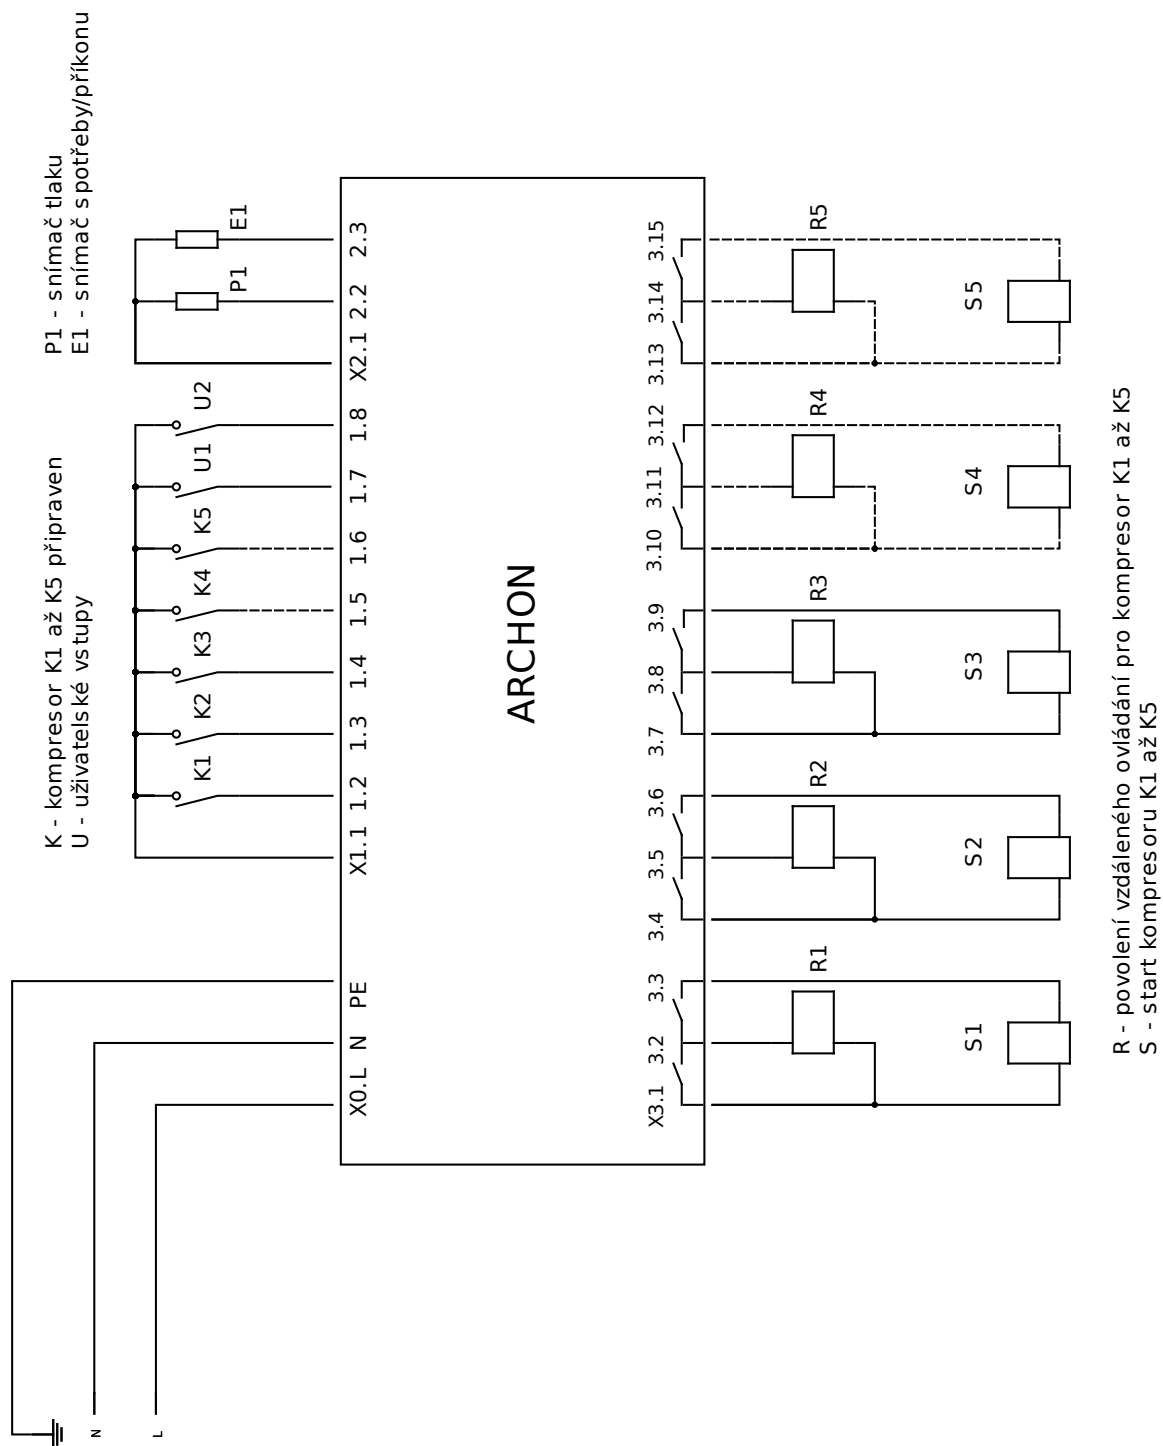 K - kompresor K1 až K5 připraven
U - uživatelské vstupy
P1 - snímač tlaku
E1 - snímač spotřeby/příkonu
K1
K2
K3
K4
K5
U1
U2
P1
E1
L
N
X0.L
N
PE
X1.1
1.2
1.3
1.4
1.5
1.6
1.7
1.8
X2.1
2.2
2.3
ARCHON
X3.1
3.2
3.3
3.4
3.5
3.6
3.7
3.8
3.9
3.10
3.11
3.12
3.13
3.14
3.15
R1
R2
R3
R4
R5
S1
S2
S3
S4
S5
R - povolení vzdáleného ovládání pro kompresor K1 až K5
S - start kompresoru K1 až K5